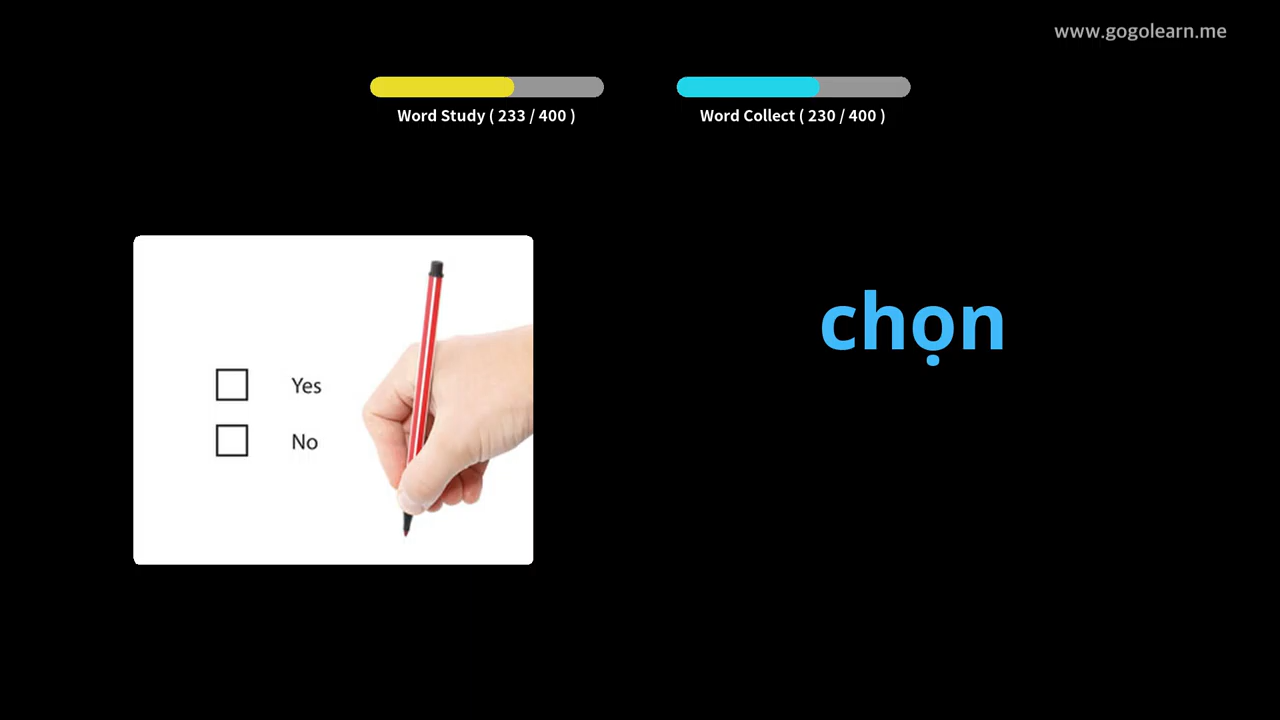 www.gogolearn.me
Word Study ( 233 / 400 )
Word Collect ( 230 / 400 )
chọn
Yes
No